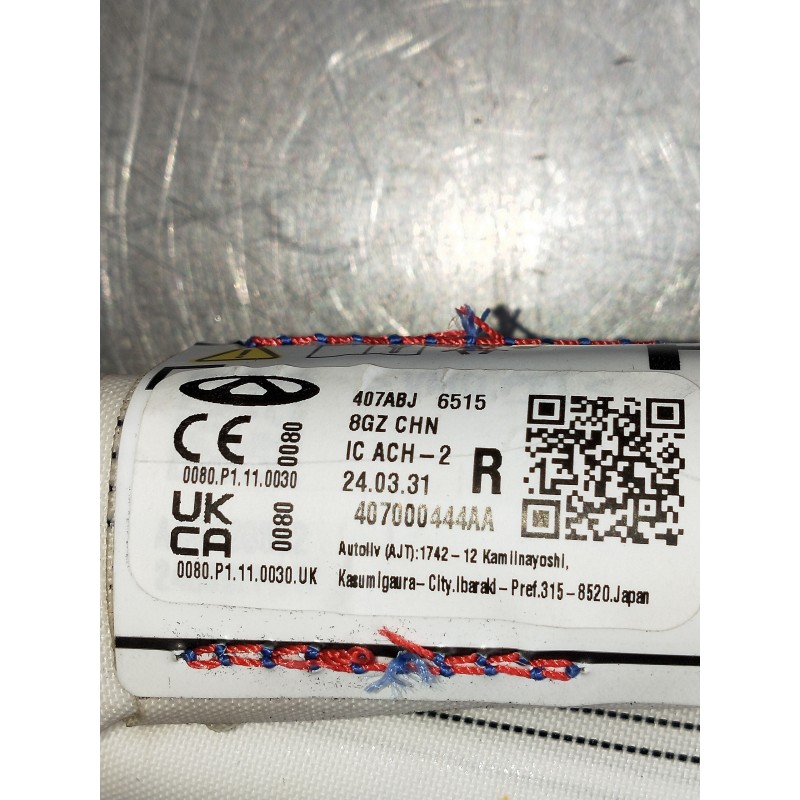 407ABJ 6515
8GZ CHN
IC ACH-2
24.03.31
R
407000444AA
CE
0080
0080.P1.11.0030
UK
CA
0080
0080.P1.11.0030.UK
Autoliv (AJT):1742-12 Kamiinayoshi,
Kasumigaura-City.Ibaraki-Pref.315-8520.Japan